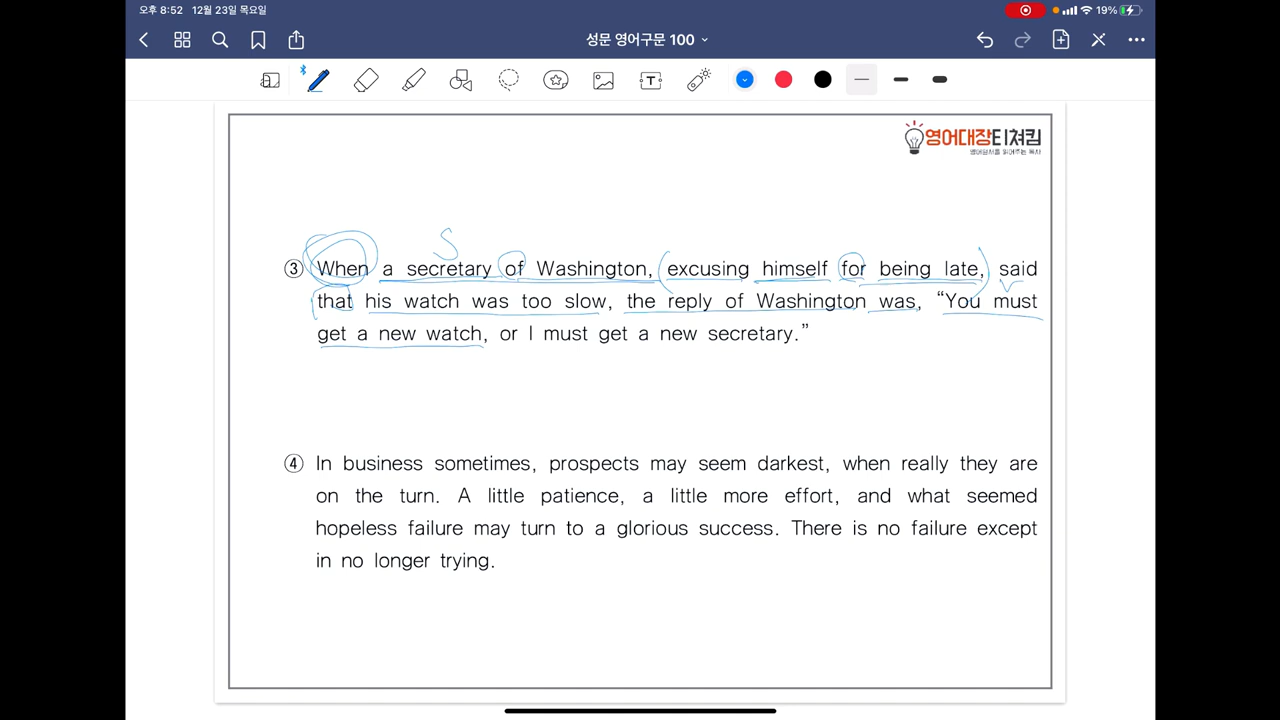 오후 8:52 12월 23일 목요일
19%
성문 영어구문 100
영어대장티쳐킴
③ When a secretary of Washington, excusing himself for being late, said
that his watch was too slow, the reply of Washington was, “You must
get a new watch, or I must get a new secretary.”
S
V
④ In business sometimes, prospects may seem darkest, when really they are
on the turn. A little patience, a little more effort, and what seemed
hopeless failure may turn to a glorious success. There is no failure except
in no longer trying.